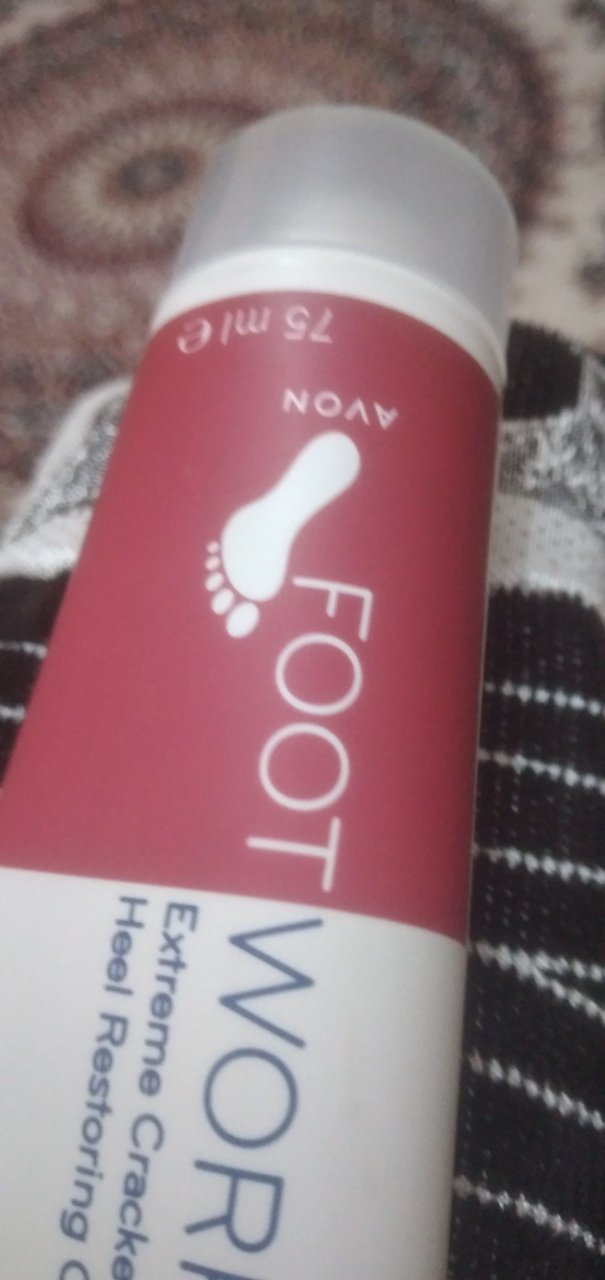 75 ml e
AVON
FOOT
WOR
Extreme Cracke
Heel Restoring C